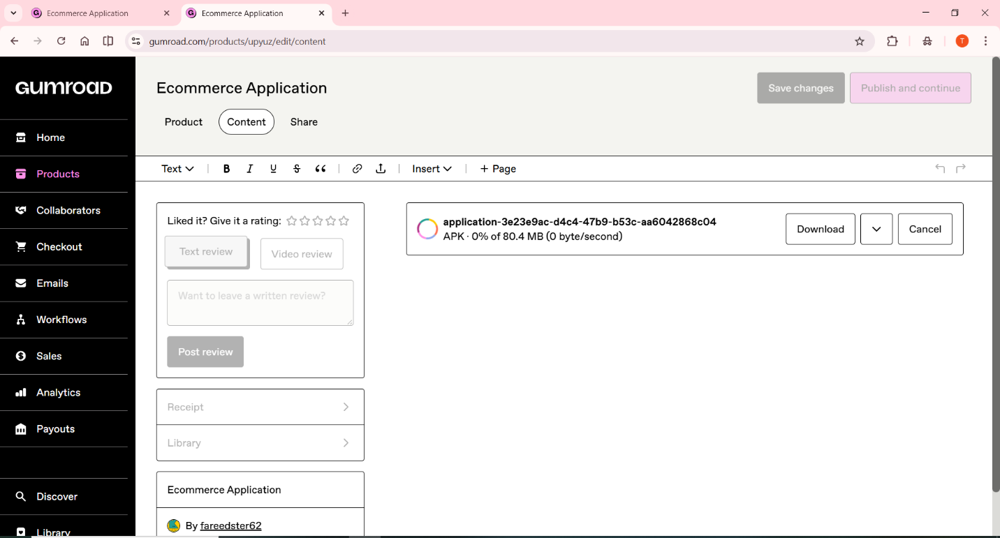 Ecommerce Application
Ecommerce Application
gumroad.com/products/upyuz/edit/content
T
GUMROAD
Home
Products
Collaborators
Checkout
Emails
Workflows
Sales
Analytics
Payouts
Discover
Library
Ecommerce Application
Save changes
Publish and continue
Product
Content
Share
Text
B I U S
Insert
+ Page
Liked it? Give it a rating:
Text review
Video review
Want to leave a written review?
Post review
Receipt
Library
Ecommerce Application
By fareedster62
application-3e23e9ac-d4c4-47b9-b53c-aa6042868c04
APK · 0% of 80.4 MB (0 byte/second)
Download
Cancel